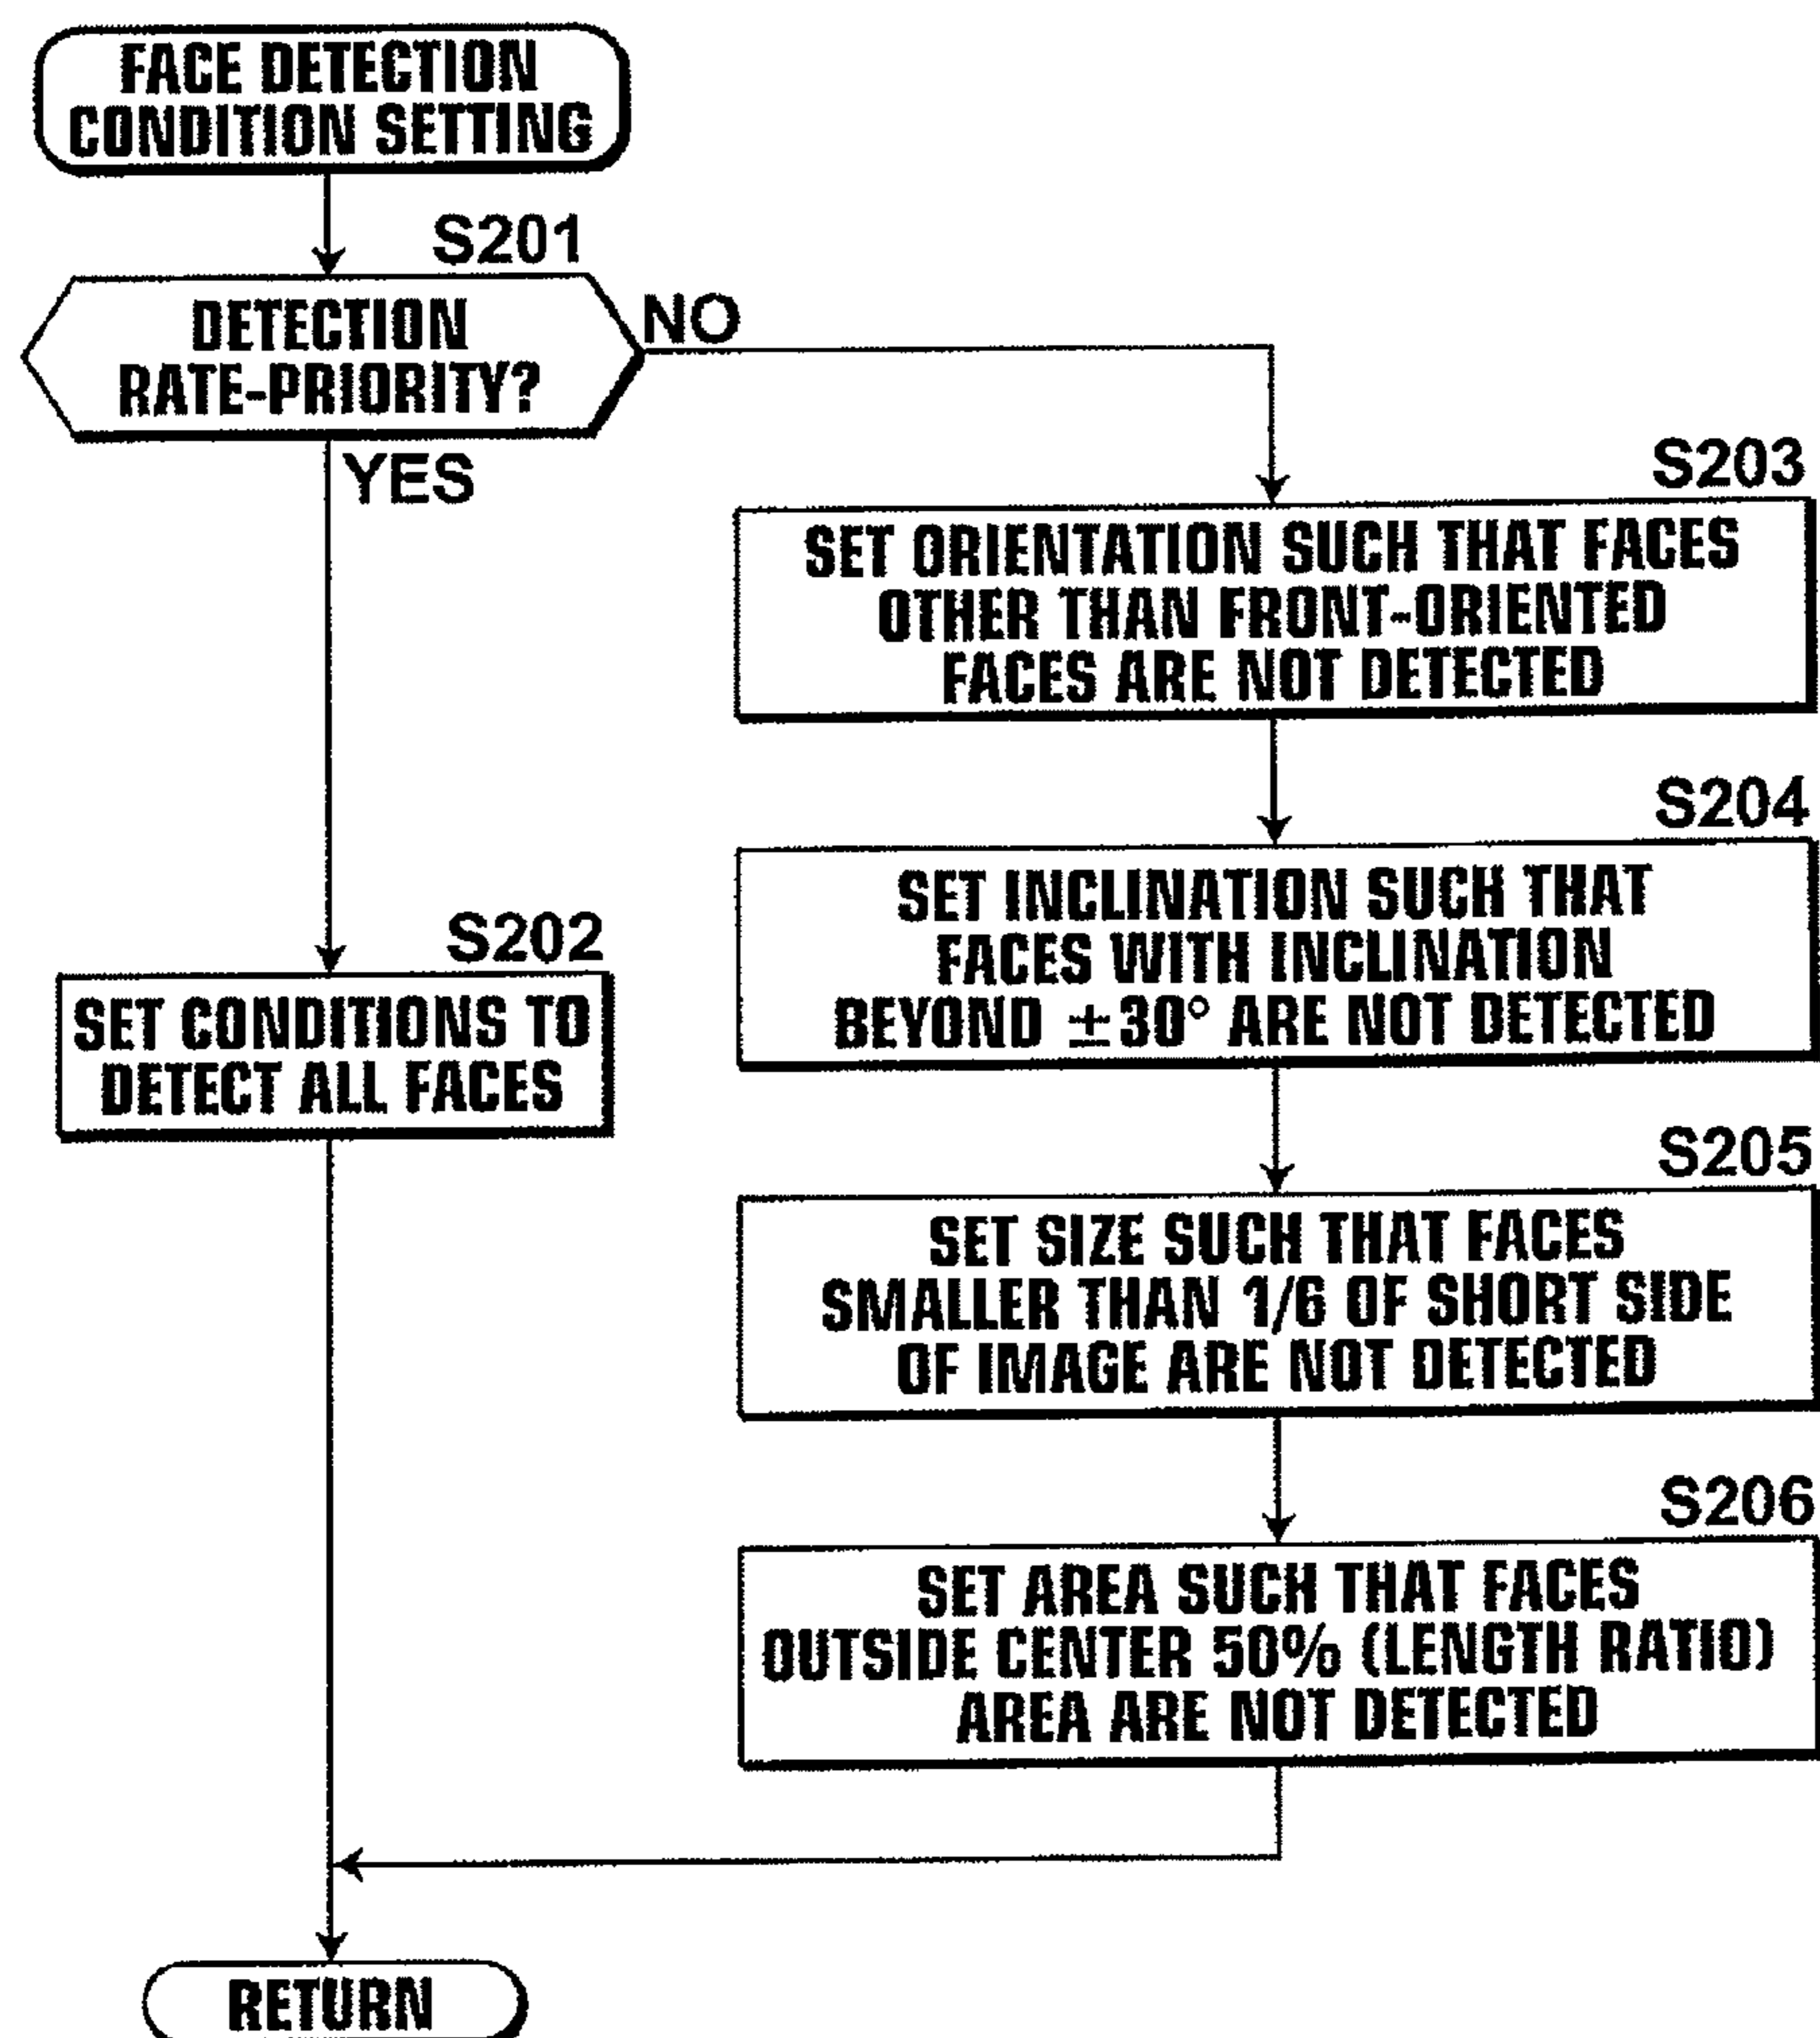 FACE DETECTION
CONDITION SETTING
S201
DETECTION
RATE-PRIORITY?
NO
YES
S202
SET CONDITIONS TO
DETECT ALL FACES
S203
SET ORIENTATION SUCH THAT FACES
OTHER THAN FRONT-ORIENTED
FACES ARE NOT DETECTED
S204
SET INCLINATION SUCH THAT
FACES WITH INCLINATION
BEYOND ±30° ARE NOT DETECTED
S205
SET SIZE SUCH THAT FACES
SMALLER THAN 1/6 OF SHORT SIDE
OF IMAGE ARE NOT DETECTED
S206
SET AREA SUCH THAT FACES
OUTSIDE CENTER 50% (LENGTH RATIO)
AREA ARE NOT DETECTED
RETURN